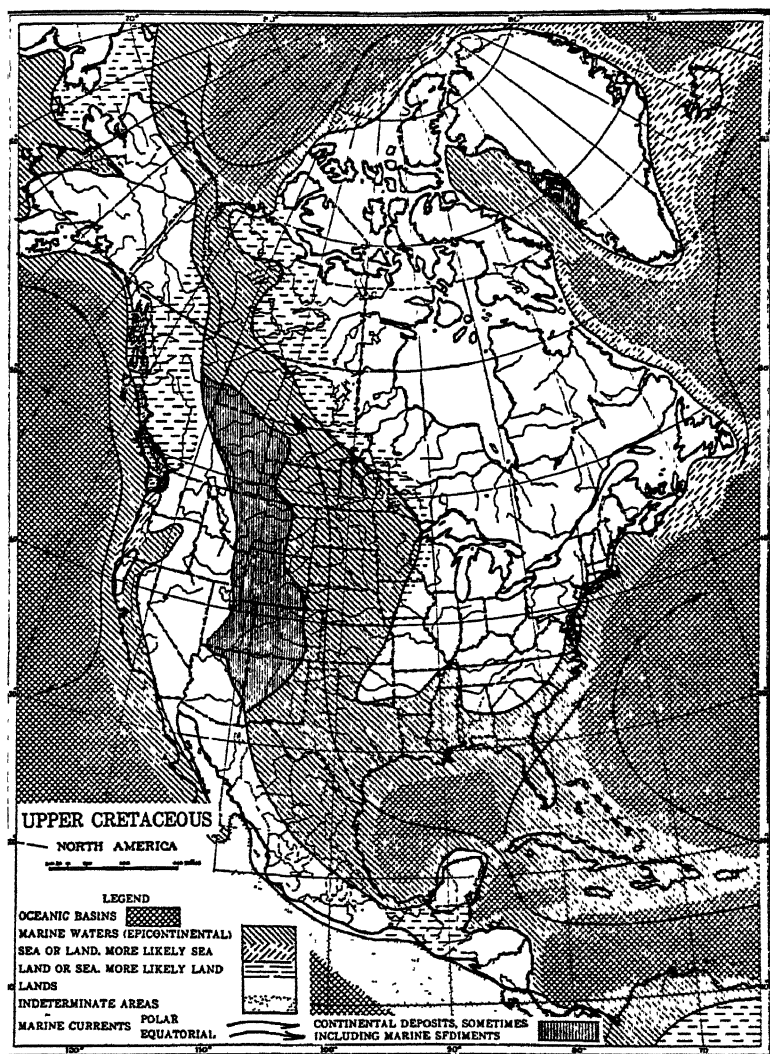 UPPER CRETACEOUS
NORTH AMERICA
LEGEND
OCEANIC BASINS
MARINE WATERS (EPICONTINENTAL)
SEA OR LAND, MORE LIKELY SEA
LAND OR SEA, MORE LIKELY LAND
LANDS
INDETERMINATE AREAS
MARINE CURRENTS POLAR
EQUATORIAL
CONTINENTAL DEPOSITS, SOMETIMES
INCLUDING MARINE SEDIMENTS